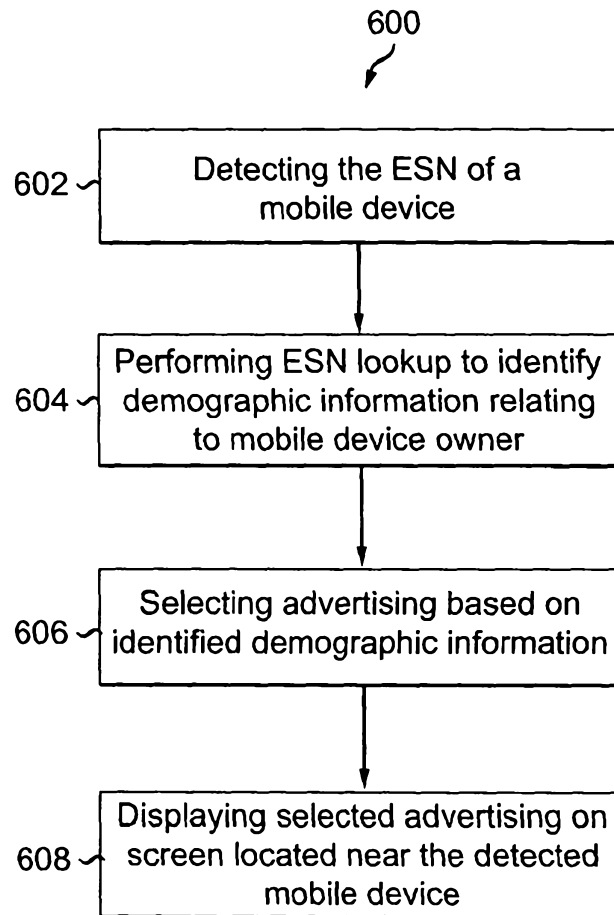 600
602
Detecting the ESN of a
mobile device
604
Performing ESN lookup to identify
demographic information relating
to mobile device owner
606
Selecting advertising based on
identified demographic information
608
Displaying selected advertising on
screen located near the detected
mobile device